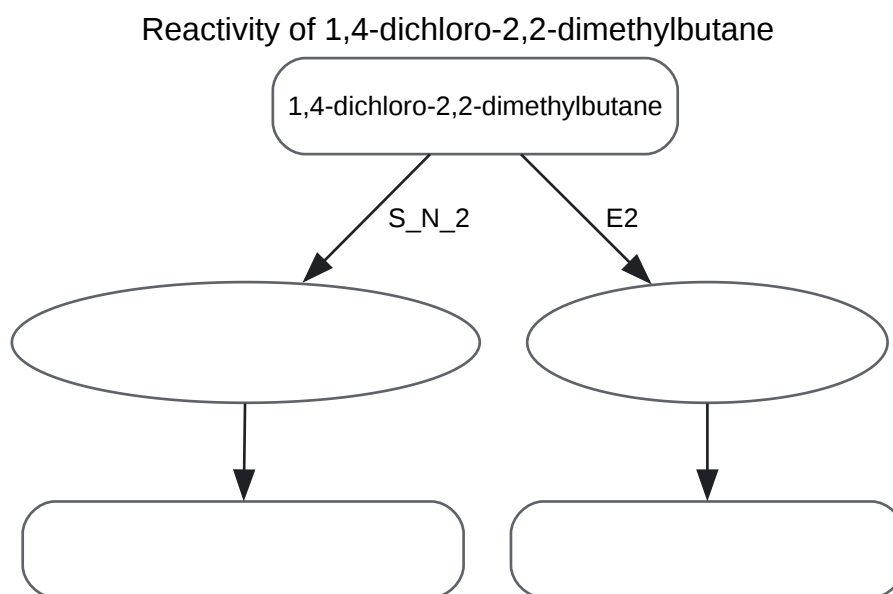 Reactivity of 1,4-dichloro-2,2-dimethylbutane
1,4-dichloro-2,2-dimethylbutane
S_N_2
E2